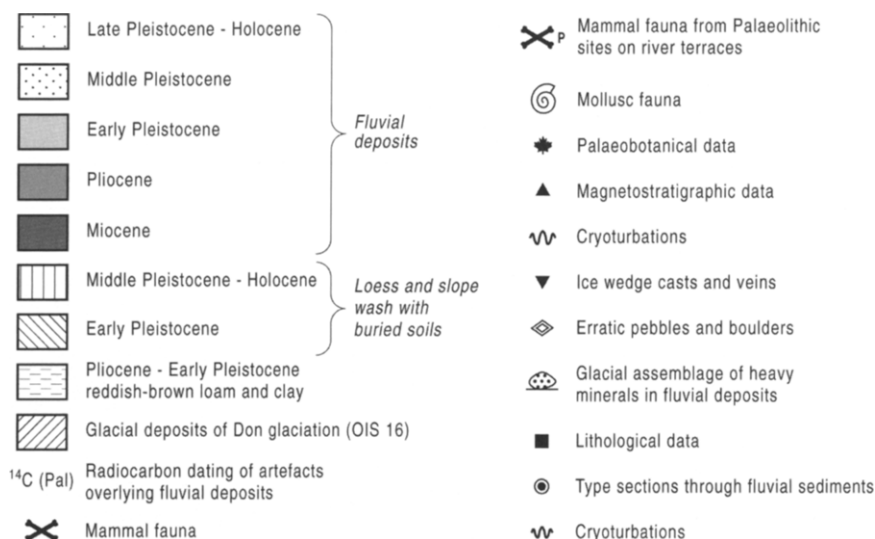 Late Pleistocene - Holocene
Middle Pleistocene
Early Pleistocene
Pliocene
Miocene
Fluvial
deposits
Middle Pleistocene - Holocene
Early Pleistocene
Loess and slope
wash with
buried soils
Pliocene - Early Pleistocene
reddish-brown loam and clay
Glacial deposits of Don glaciation (OIS 16)
¹⁴C (Pal) Radiocarbon dating of artefacts
overlying fluvial deposits
Mammal fauna
P Mammal fauna from Palaeolithic
sites on river terraces
Mollusc fauna
Palaeobotanical data
Magnetostratigraphic data
Cryoturbations
Ice wedge casts and veins
Erratic pebbles and boulders
Glacial assemblage of heavy
minerals in fluvial deposits
Lithological data
Type sections through fluvial sediments
Cryoturbations